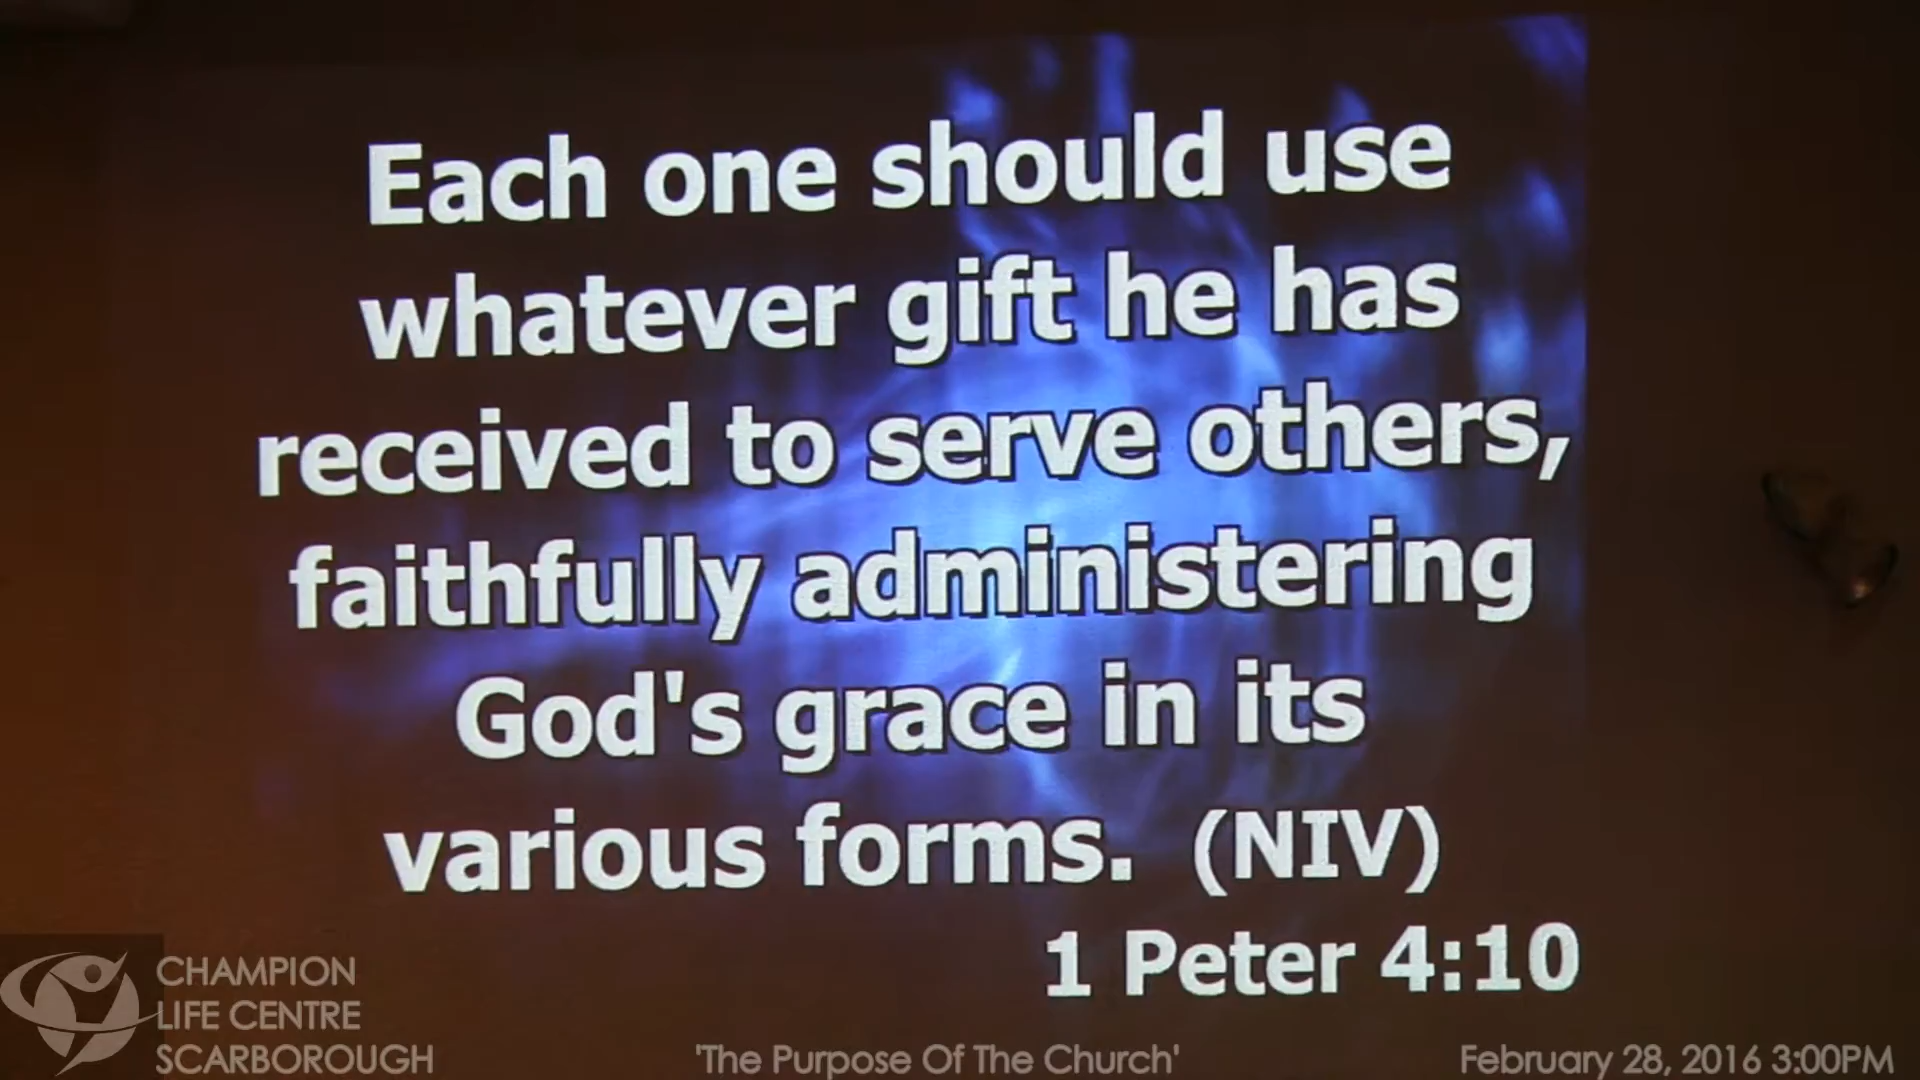 Each one should use
whatever gift he has
received to serve others,
faithfully administering
God's grace in its
various forms.  (NIV)
1 Peter 4:10
CHAMPION
LIFE CENTRE
SCARBOROUGH
'The Purpose Of The Church'
February 28, 2016 3:00PM